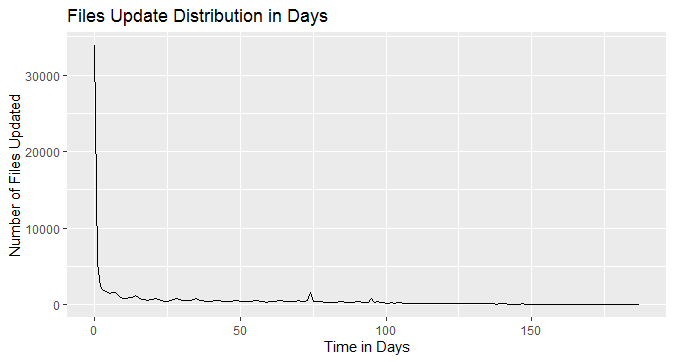 Files Update Distribution in Days
Number of Files Updated
30000
20000
10000
0
0 50 100 150
Time in Days